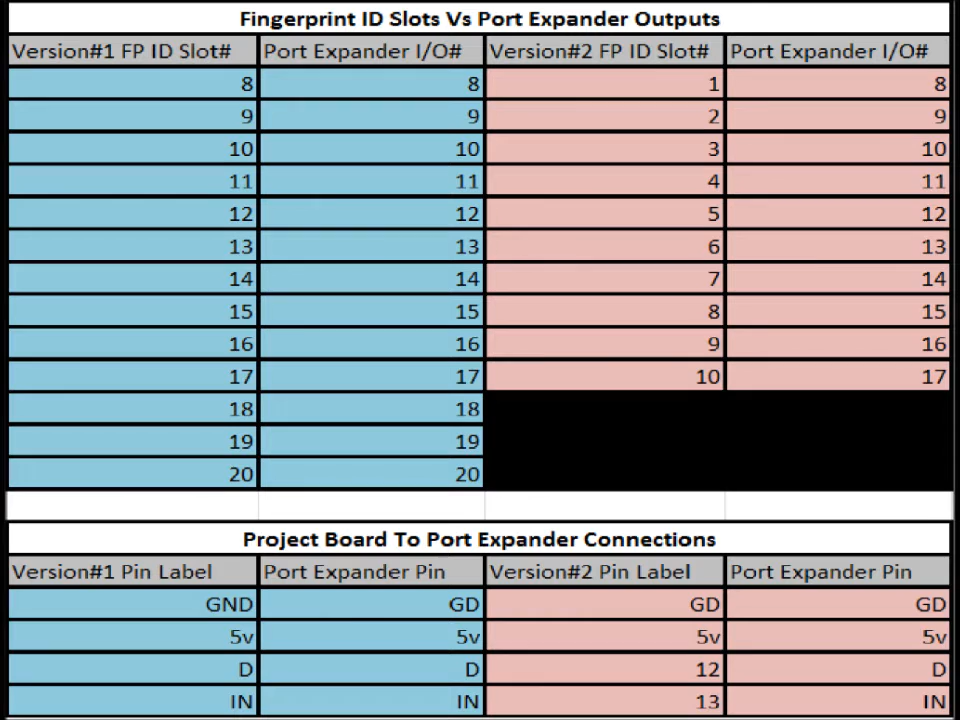 Fingerprint ID Slots Vs Port Expander Outputs
Version#1 FP ID Slot# Port Expander I/O# Version#2 FP ID Slot# Port Expander I/O#
8 8 1 8
9 9 2 9
10 10 3 10
11 11 4 11
12 12 5 12
13 13 6 13
14 14 7 14
15 15 8 15
16 16 9 16
17 17 10 17
18 18
19 19
20 20
Project Board To Port Expander Connections
Version#1 Pin Label Port Expander Pin Version#2 Pin Label Port Expander Pin
GND GD GD GD
5v 5v 5v 5v
D D 12 D
IN IN 13 IN